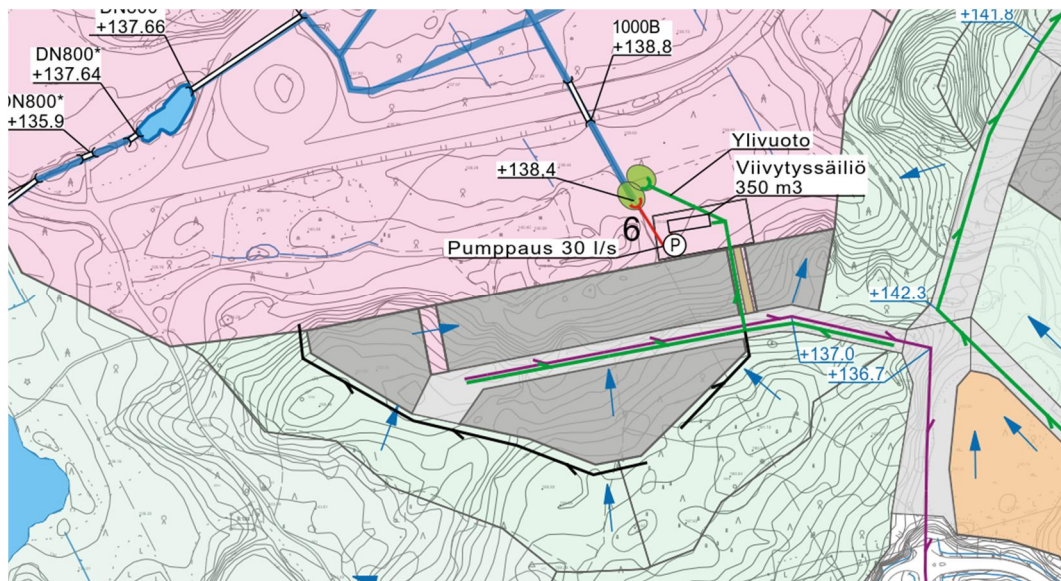 DN800
+137.66
DN800*
+137.64
DN800*
+135.9
1000B
+138,8
+141.8
Ylivuoto
Viivytyssäiliö
350 m3
+138,4
6
P
Pumppaus 30 l/s
+142.3
+137.0
+136.7